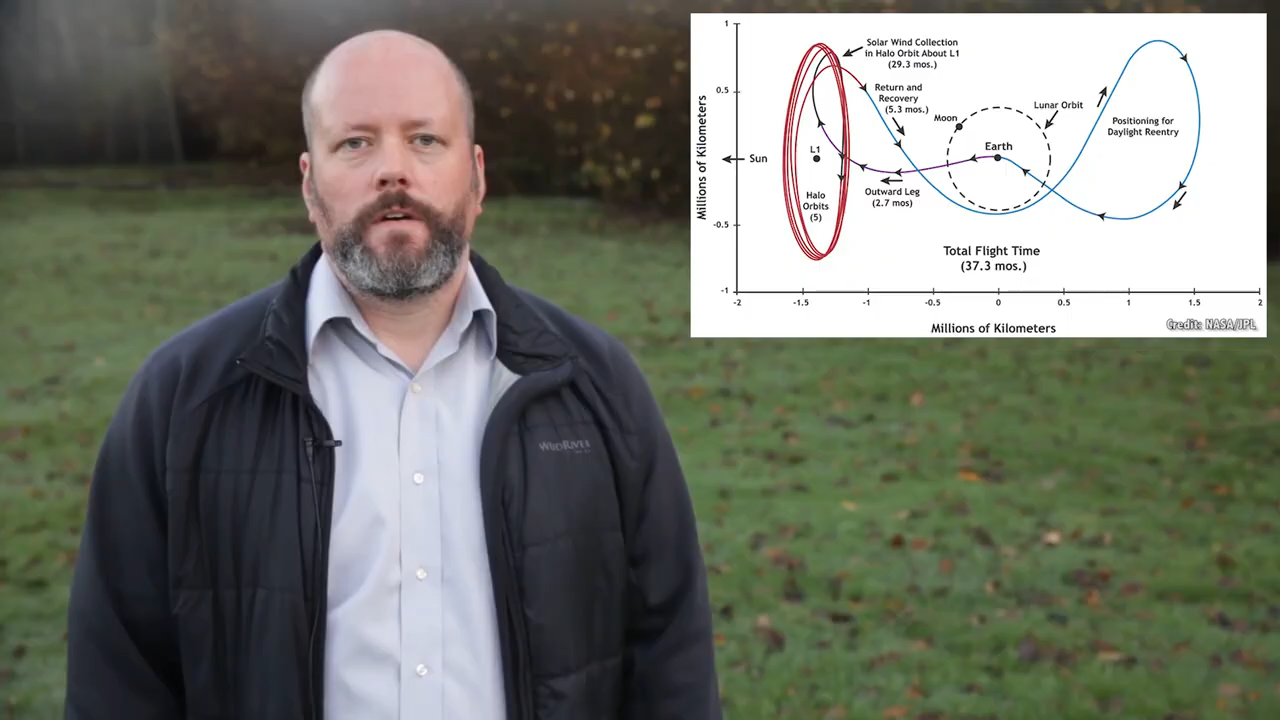 1
Solar Wind Collection
in Halo Orbit About L1
(29.3 mos.)
0.5
Return and
Recovery
(5.3 mos.)
Lunar Orbit
Moon
Positioning for
Daylight Reentry
Millions of Kilometers
Sun
L1
Earth
Halo
Orbits
(5)
Outward Leg
(2.7 mos)
-0.5
Total Flight Time
(37.3 mos.)
-1
-2 -1.5 -1 -0.5 0 0.5 1 1.5 2
Millions of Kilometers
Credit: NASA/JPL
WINDRIVER